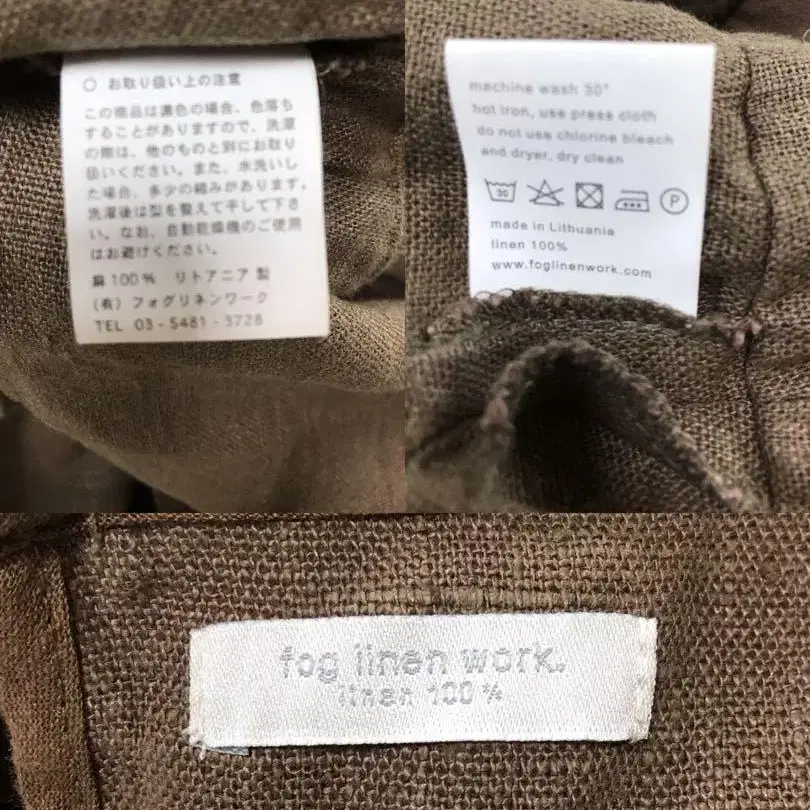 ○ お取り扱い上の注意
この商品は濃色の場合、色落ち
することがありますので、洗濯
の際は、他のものと別にお取り
扱いください。また、水洗いし
た場合、多少の縮みがあります。
洗濯後は型を整えて干して下さ
い。なお、自動乾燥機のご使用
はお避けください。
麻100% リトアニア製
(有)フォグリネンワーク
TEL 03-5481-3728
machine wash 30°
hot iron, use press cloth
do not use chlorine bleach
and dryer, dry clean
30
P
made in Lithuania
linen 100%
www.foglinenwork.com
fog linen work.
linen 100%